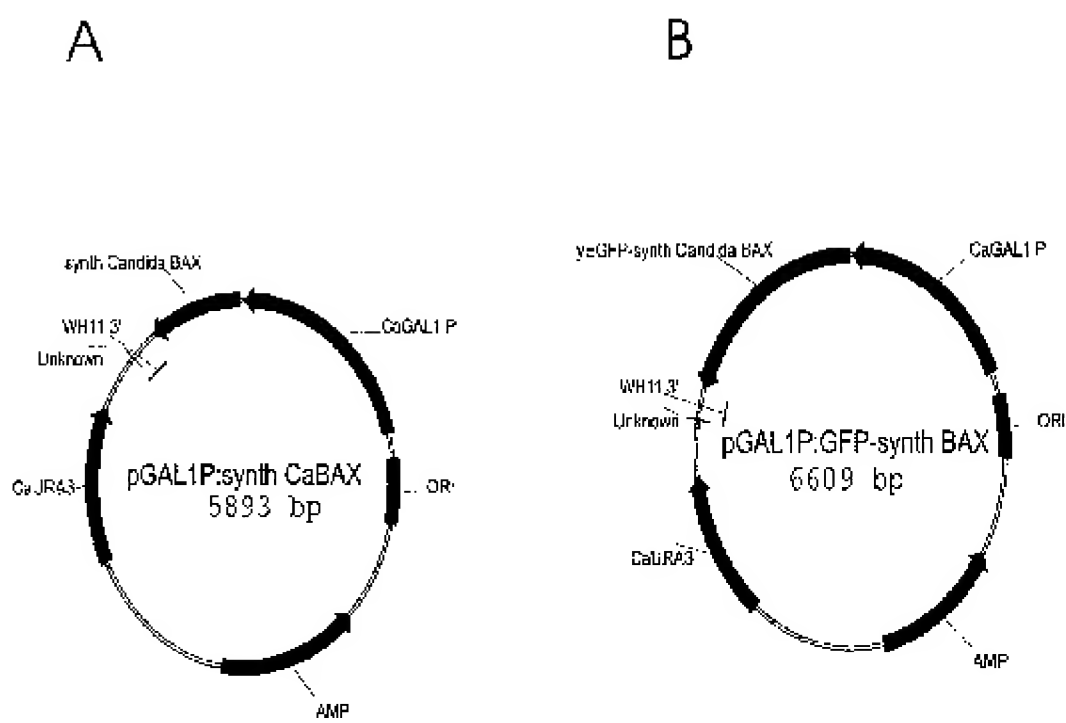 A
B
synth Candida BAX
WH11 3'
Unknown
CaGAL1 P
pGAL1P:synth CaBAX
5893 bp
CaURA3
ORI
AMP
yEGFP-synth Candida BAX
CaGAL1 P
WH11 3'
Unknown
ORI
pGAL1P:GFP-synth BAX
6609 bp
CaURA3
AMP